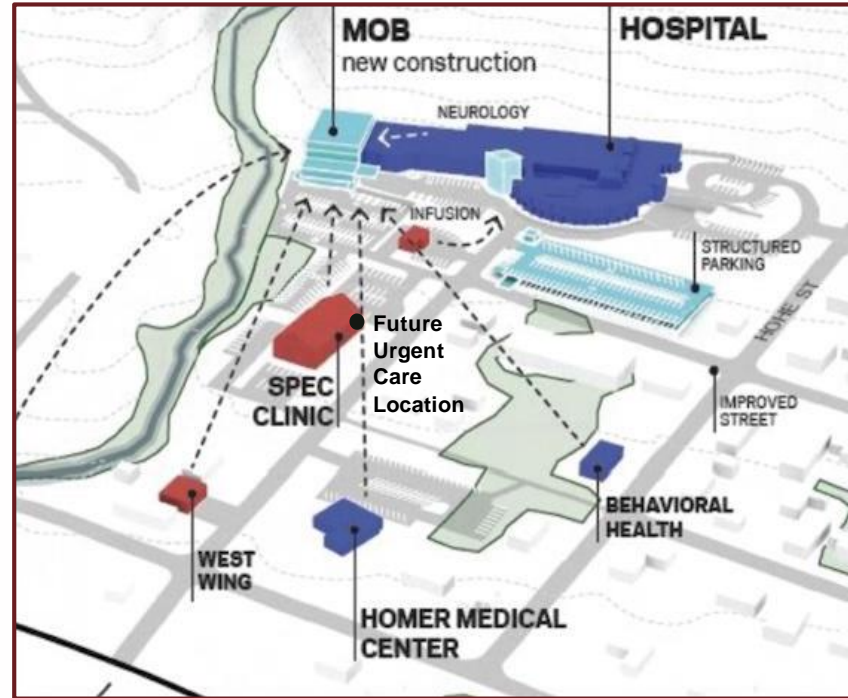 MOB
new construction
HOSPITAL
NEUROLOGY
INFUSION
STRUCTURED
PARKING
HOHE ST
Future
Urgent
Care
Location
SPEC
CLINIC
IMPROVED
STREET
BEHAVIORAL
HEALTH
WEST
WING
HOMER MEDICAL
CENTER